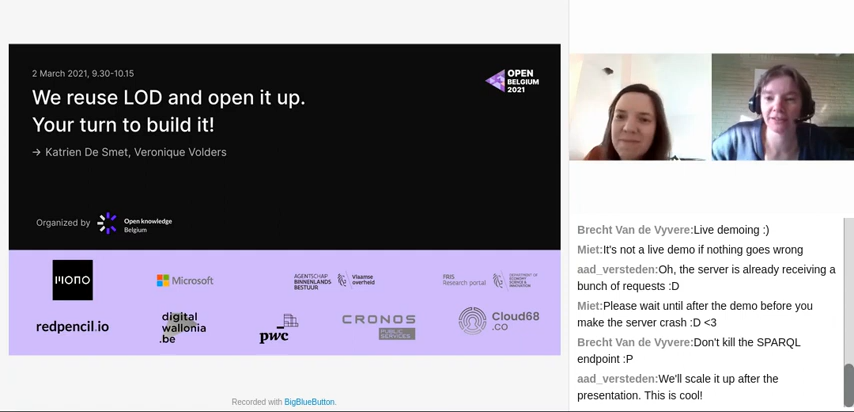 2 March 2021, 9.30-10.15
We reuse LOD and open it up.
Your turn to build it!
→ Katrien De Smet, Veronique Volders
OPEN
BELGIUM
2021
Organized by
Open knowledge
Belgium
MONO
Microsoft
AGENTSCHAP
BINNENLANDS
BESTUUR
Vlaamse
overheid
FRIS
Research portal
DEPARTMENT OF
ECONOMY
SCIENCE &
INNOVATION
redpencil.io
digital
wallonia
.be
pwc
CRONOS
PUBLIC
SERVICES
Cloud68
.CO
Recorded with BigBlueButton.
Brecht Van de Vyvere:Live demoing :)
Miet:It's not a live demo if nothing goes wrong
aad_versteden:Oh, the server is already receiving a
bunch of requests :D
Miet:Please wait until after the demo before you
make the server crash :D <3
Brecht Van de Vyvere:Don't kill the SPARQL
endpoint :P
aad_versteden:We'll scale it up after the
presentation. This is cool!